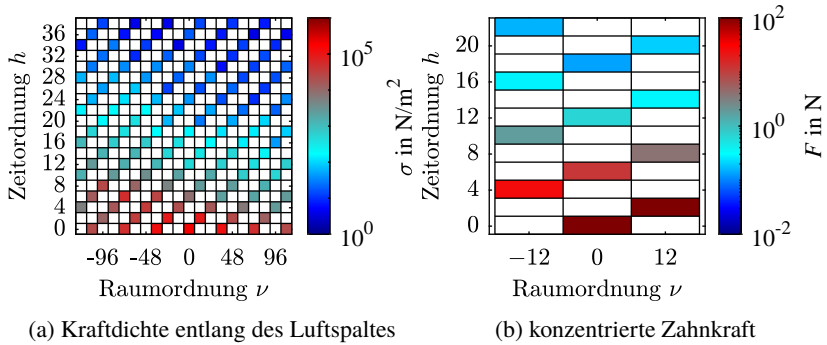 36
32
28
24
20
16
12
8
4
0
Zeitordnung h
-96 -48 0 48 96
Raumordnung ν
10^5
10^0
σ in N/m^2
(a) Kraftdichte entlang des Luftspaltes
20
16
12
8
4
0
Zeitordnung h
−12 0 12
Raumordnung ν
10^2
10^0
10^-2
F in N
(b) konzentrierte Zahnkraft